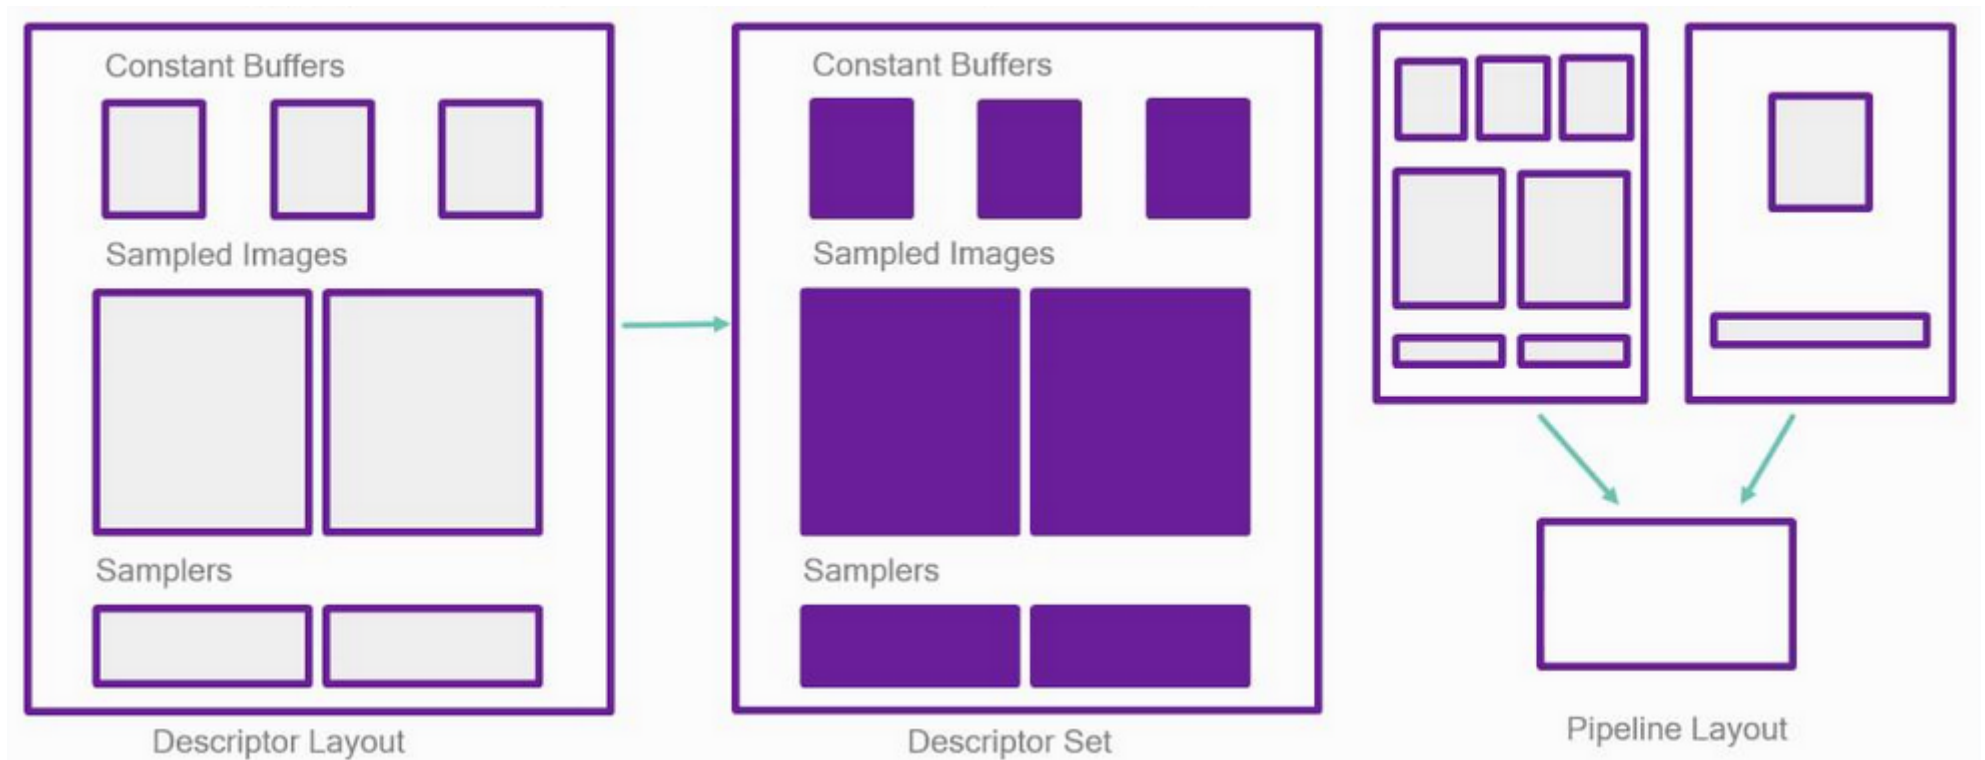 Constant Buffers
Sampled Images
Samplers
Descriptor Layout
Constant Buffers
Sampled Images
Samplers
Descriptor Set
Pipeline Layout